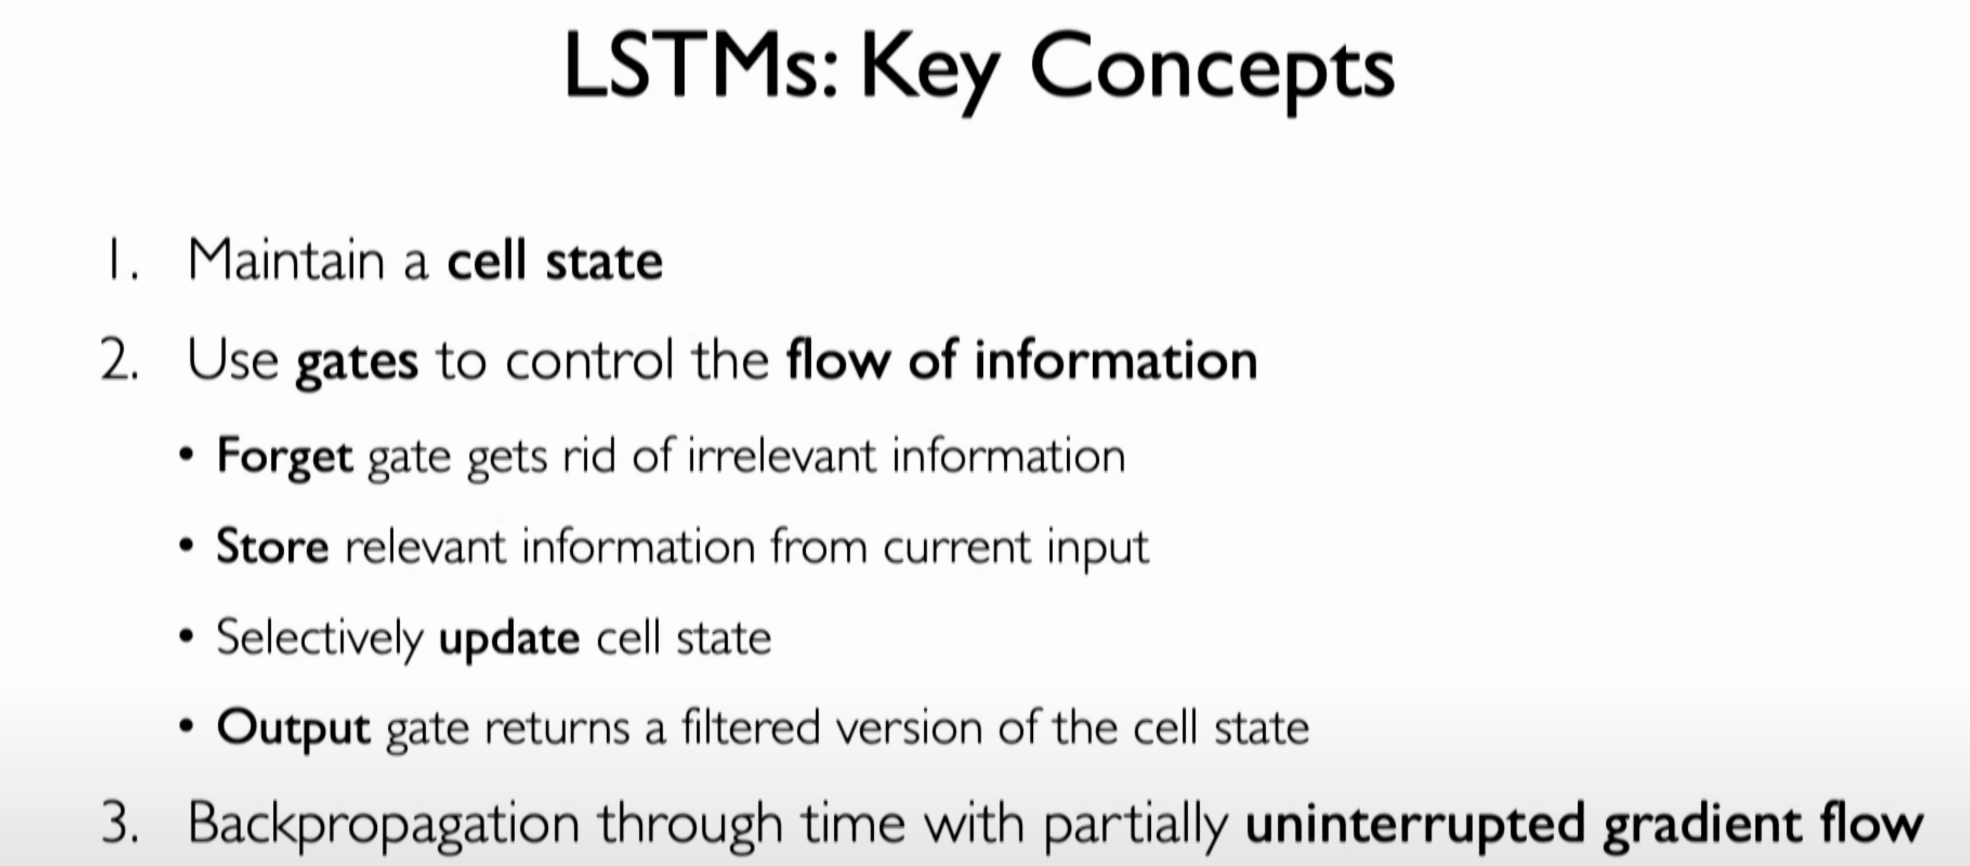 LSTMs: Key Concepts
1. Maintain a cell state
2. Use gates to control the flow of information
• Forget gate gets rid of irrelevant information
• Store relevant information from current input
• Selectively update cell state
• Output gate returns a filtered version of the cell state
3. Backpropagation through time with partially uninterrupted gradient flow